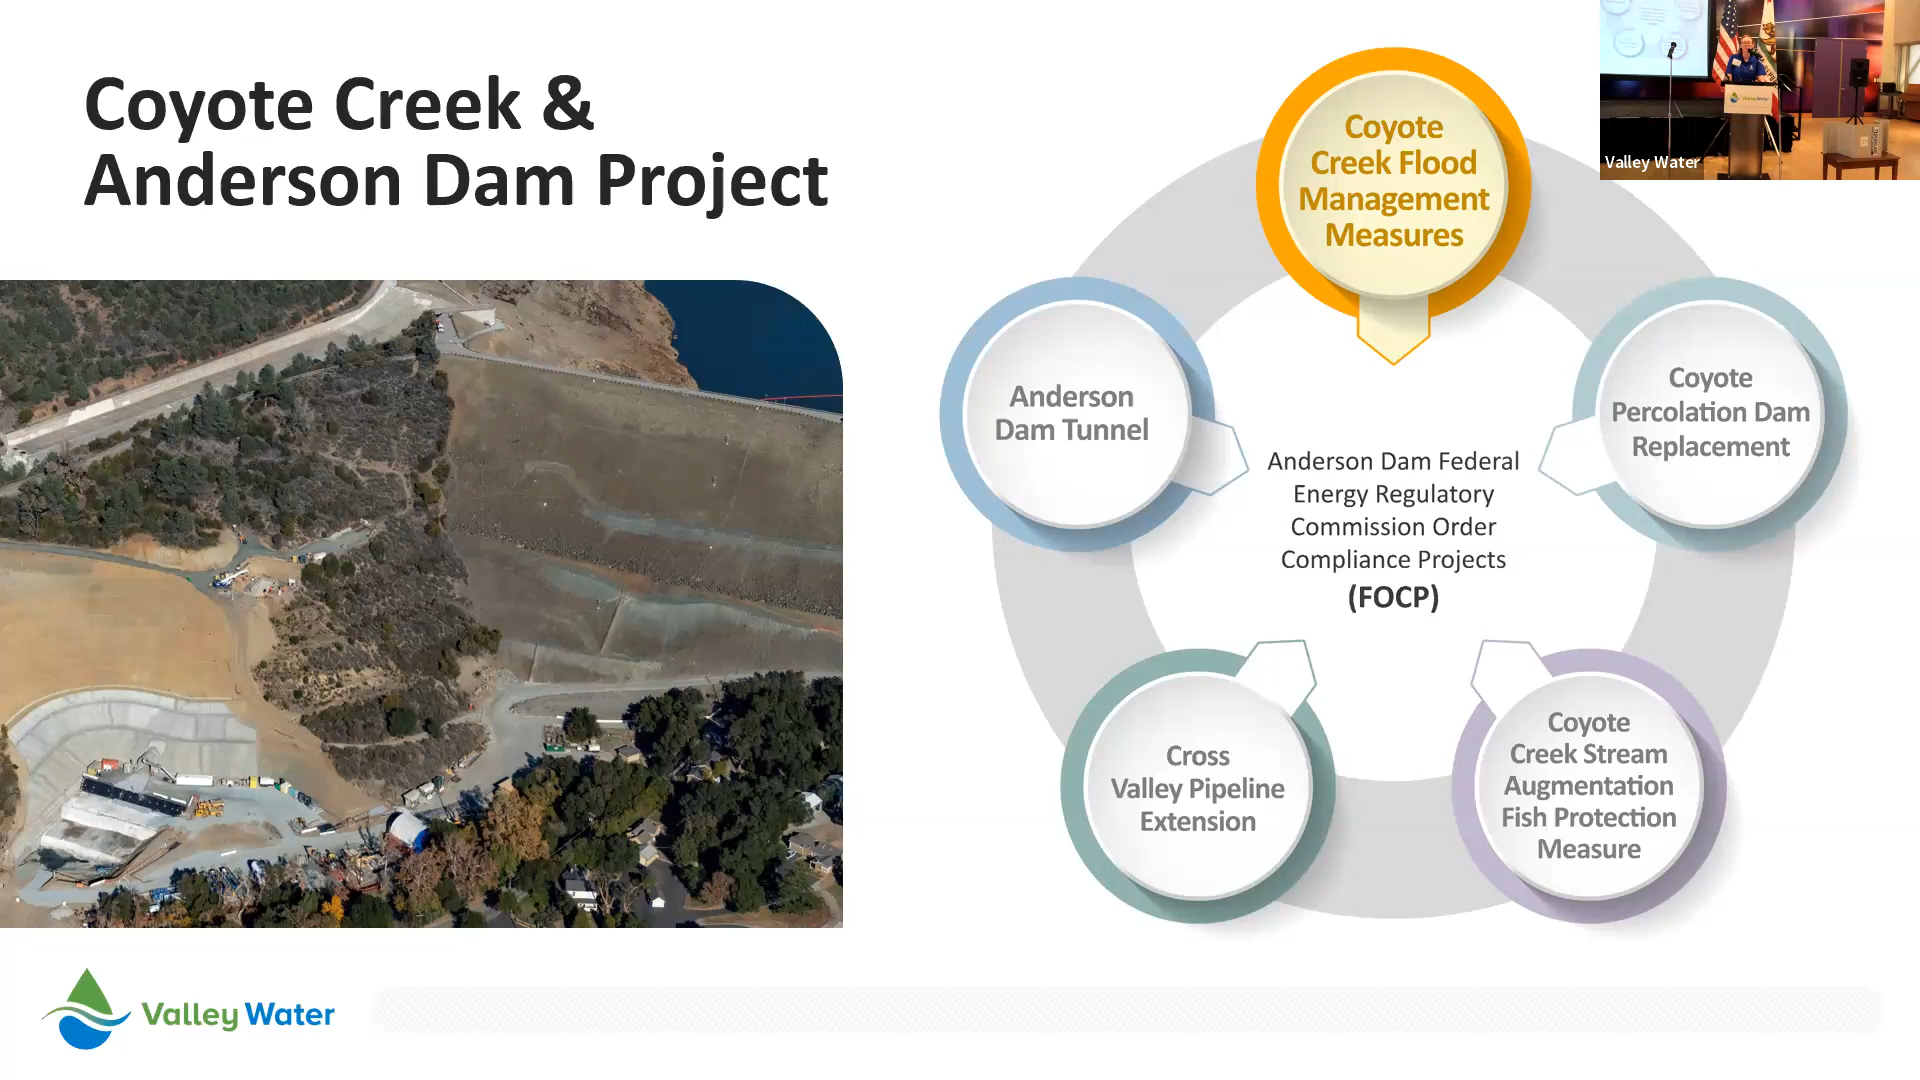 Coyote Creek &
Anderson Dam Project
Coyote
Creek Flood
Management
Measures
Valley Water
Valley Water
Anderson
Dam Tunnel
Coyote
Percolation Dam
Replacement
Anderson Dam Federal
Energy Regulatory
Commission Order
Compliance Projects
(FOCP)
Cross
Valley Pipeline
Extension
Coyote
Creek Stream
Augmentation
Fish Protection
Measure
Valley Water